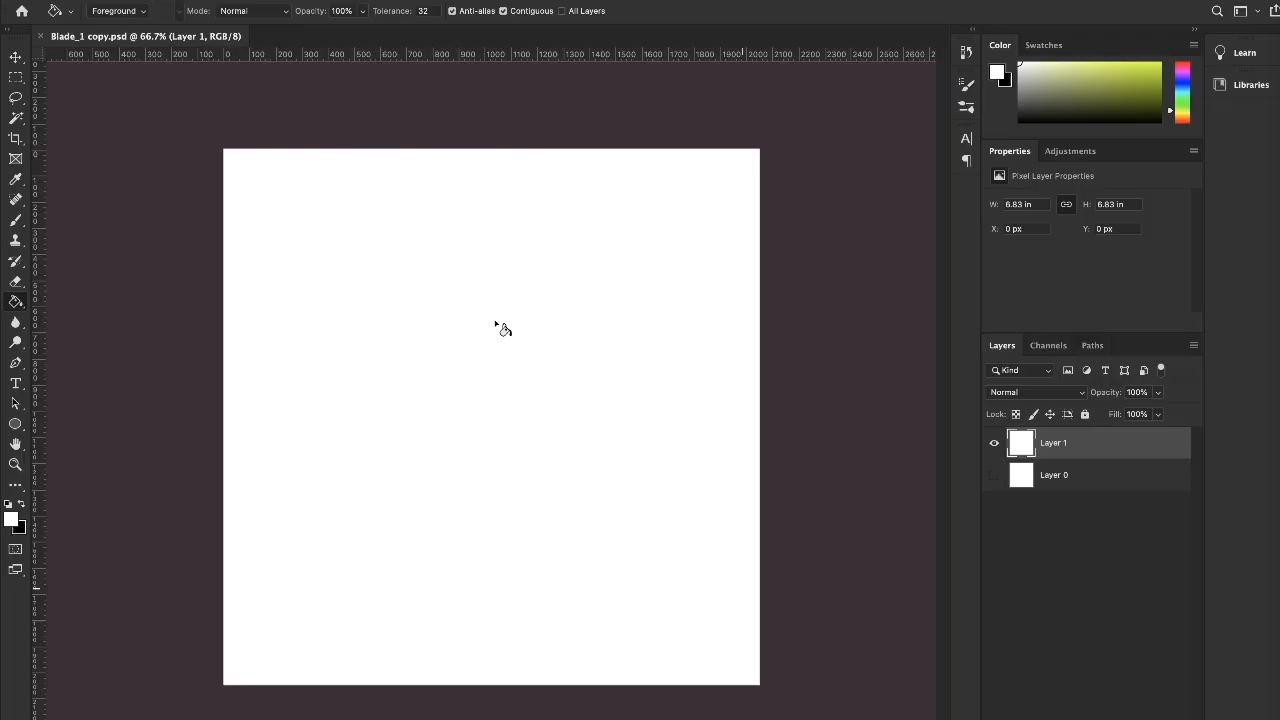 Foreground Mode: Normal Opacity: 100% Tolerance: 32 Anti-alias Contiguous All Layers
Blade_1 copy.psd @ 66.7% (Layer 1, RGB/8)
600 500 400 300 200 100 0 100 200 300 400 500 600 700 800 900 1000 1100 1200 1300 1400 1500 1600 1700 1800 1900 2000 2100 2200 2300 2400 2500 2600
Color Swatches
Learn
Libraries
Properties Adjustments
Pixel Layer Properties
W: 6.83 in H: 6.83 in
X: 0 px Y: 0 px
Layers Channels Paths
Kind
Normal Opacity: 100%
Lock: Fill: 100%
Layer 1
Layer 0